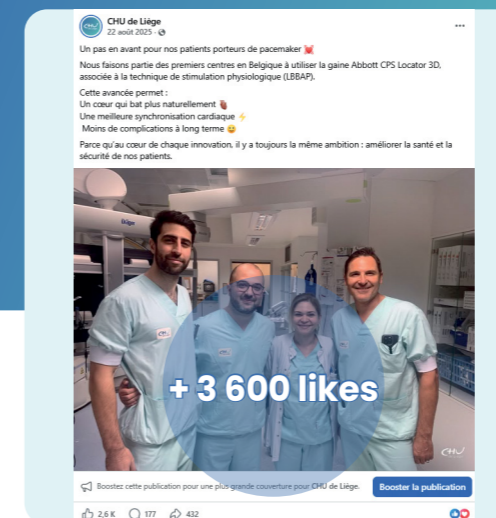 CHU de Liège
22 août 2025 ·
Un pas en avant pour nos patients porteurs de pacemaker
Nous faisons partie des premiers centres en Belgique à utiliser la gaine Abbott CPS Locator 3D,
associée à la technique de stimulation physiologique (LBBAP).
Cette avancée permet :
Un cœur qui bat plus naturellement
Une meilleure synchronisation cardiaque
Moins de complications à long terme
Parce qu'au cœur de chaque innovation, il y a toujours la même ambition : améliorer la santé et la
sécurité de nos patients.
Dräger
+ 3 600 likes
CHU
Boostez cette publication pour une plus grande couverture pour CHU de Liège.
Booster la publication
2,6 K
177
432